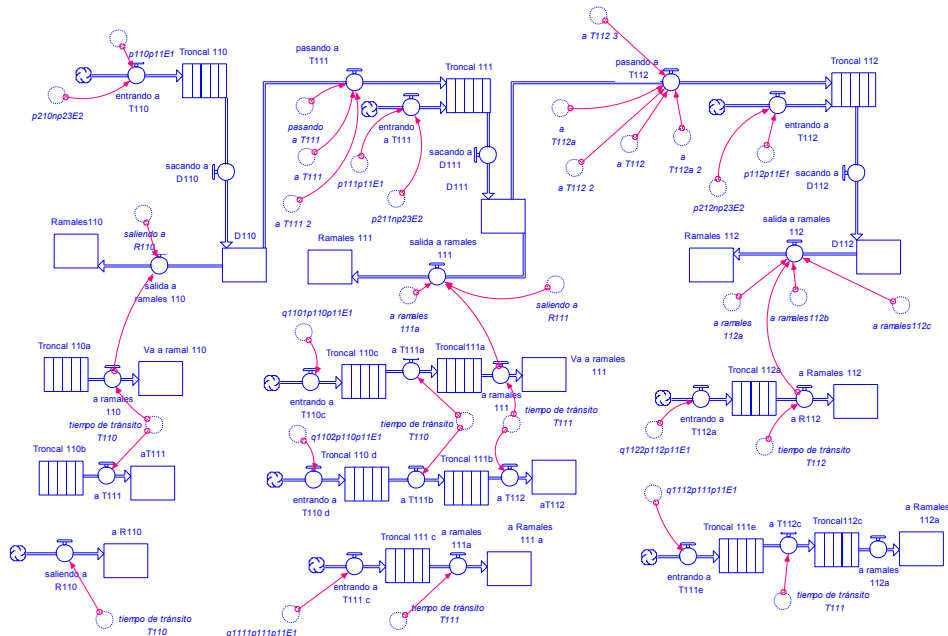 a T112 3
p110p11E1
Troncal 110
entrando a
T110
p210np23E2
pasando a
T111
Troncal 111
pasando a
T111
a T111
a T111 2
entrando
a T111
p111p11E1
p211np23E2
pasando a
T112
Troncal 112
a
T112a
a T112 2
a T112
a
T112a 2
entrando a
T112
p112p11E1
p212np23E2
sacando a
D110
sacando a
D111
D111
sacando a
D112
Ramales110
saliendo a
R110
D110
salida a
ramales 110
Ramales 111
salida a ramales
111
a ramales
111a
saliendo a
R111
Ramales 112
salida a ramales
112
D112
a ramales
112a
a ramales112b
a ramales112c
Troncal 110a
Va a ramal 110
a ramales
110
tiempo de tránsito
T110
Troncal 110b
aT111
a T111
q1101p110p11E1
Troncal 110c
a T111a
Troncal111a
Va a ramales
111
entrando a
T110c
a ramales
111
tiempo de tránsito
T110
tiempo de tránsito
T111
q1102p110p11E1
Troncal 110 d
Troncal 111b
entrando a
T110 d
a T111b
a T112
aT112
Troncal 112a
a Ramales 112
entrando a
T112a
a R112
q1122p112p11E1
tiempo de tránsito
T112
a R110
saliendo a
R110
tiempo de tránsito
T110
Troncal 111 c
a ramales
111a
a Ramales
111 a
entrando a
T111 c
q1111p111p11E1
tiempo de tránsito
T111
q1112p111p11E1
Troncal 111e
a T112c
Troncal112c
a Ramales
112a
entrando a
T111e
a ramales
112a
tiempo de tránsito
T111